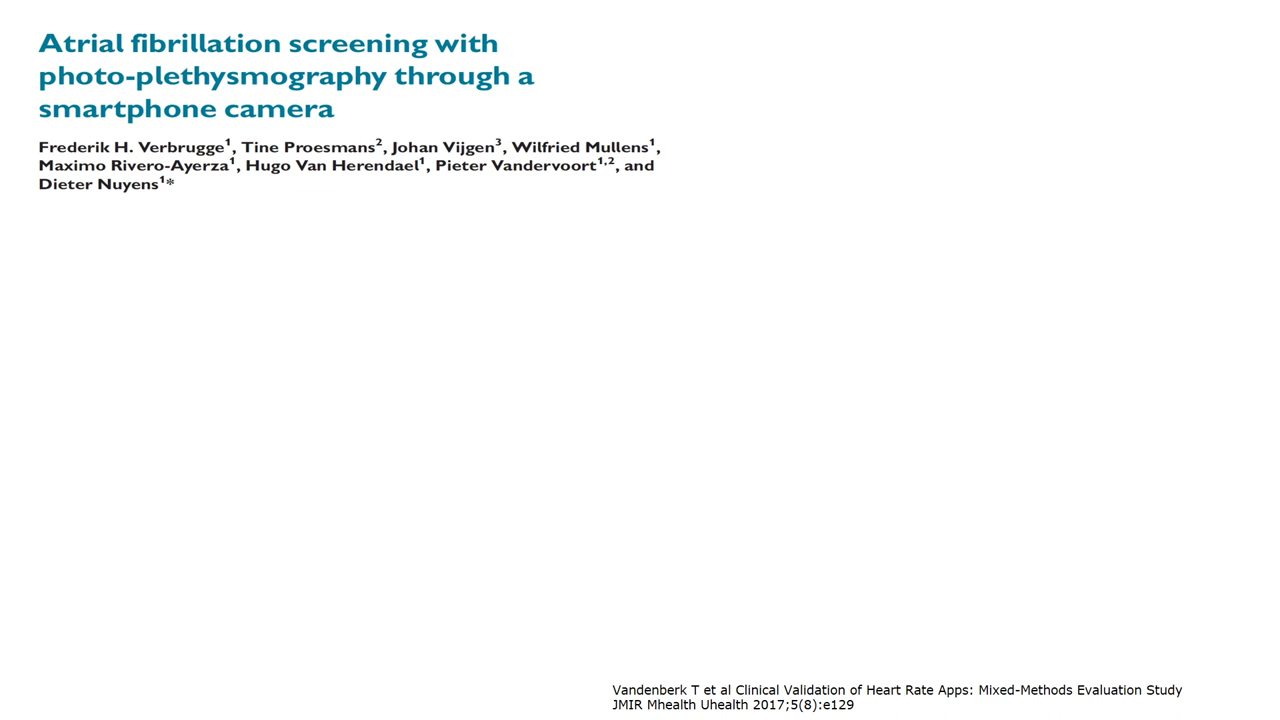 Atrial fibrillation screening with
photo-plethysmography through a
smartphone camera
Frederik H. Verbrugge1, Tine Proesmans2, Johan Vijgen3, Wilfried Mullens1,
Maximo Rivero-Ayerza1, Hugo Van Herendael1, Pieter Vandervoort1,2, and
Dieter Nuyens1*
Vandenberk T et al Clinical Validation of Heart Rate Apps: Mixed-Methods Evaluation Study
JMIR Mhealth Uhealth 2017;5(8):e129